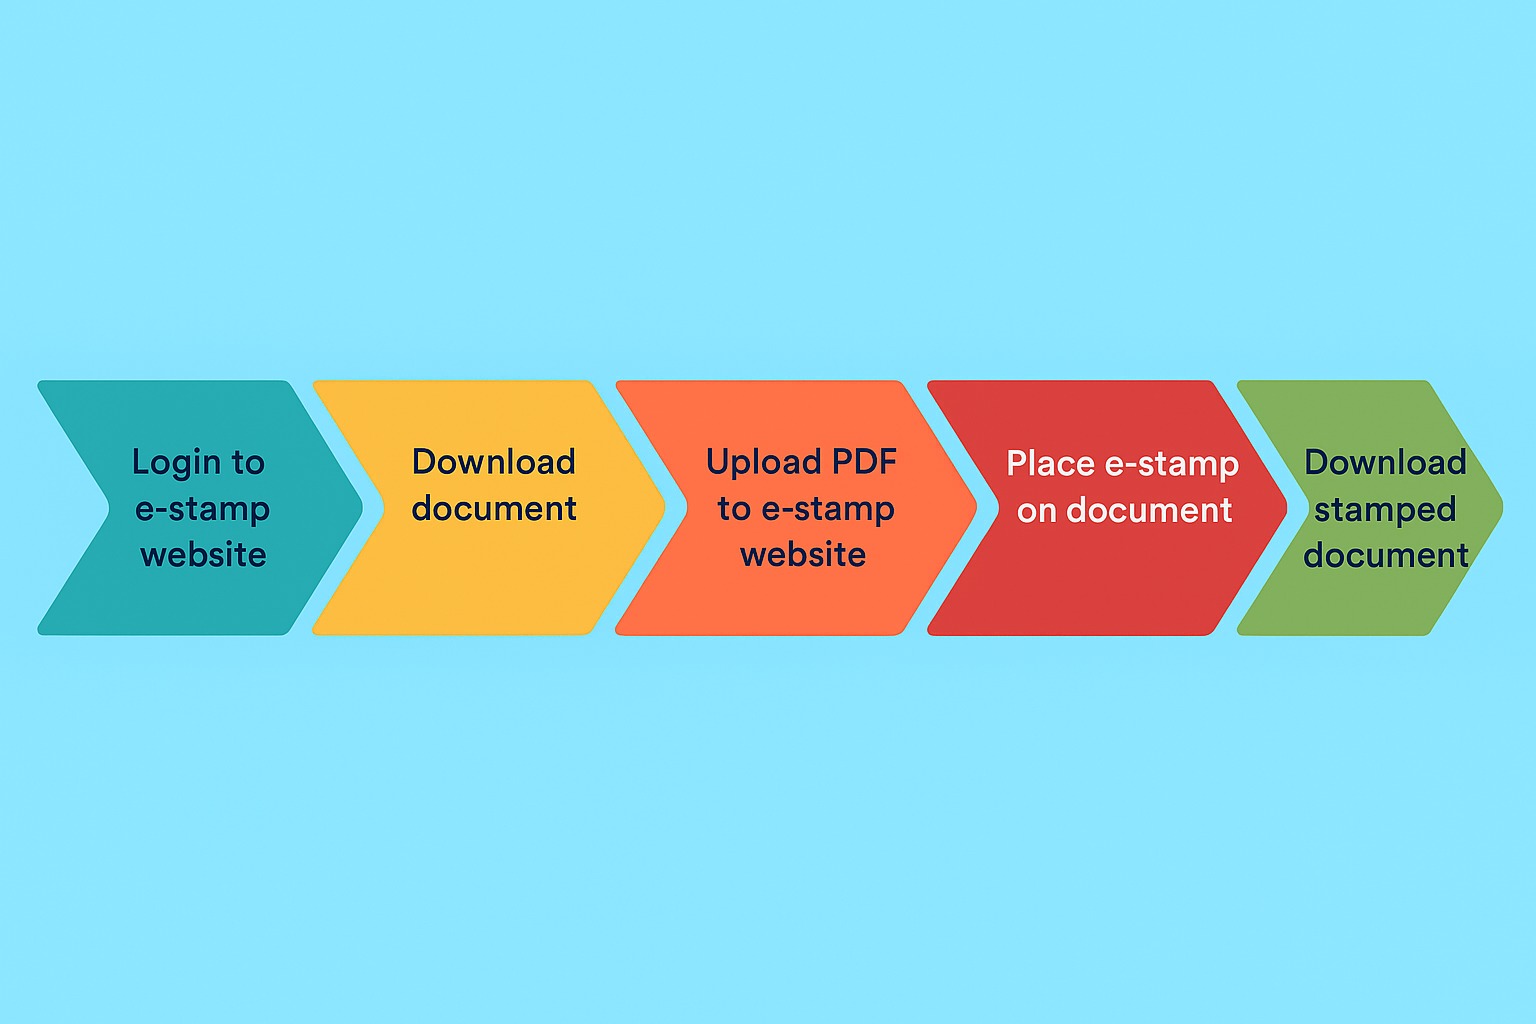 Login to
e-stamp
website
Download
document
Upload PDF
to e-stamp
website
Place e-stamp
on document
Download
stamped
document